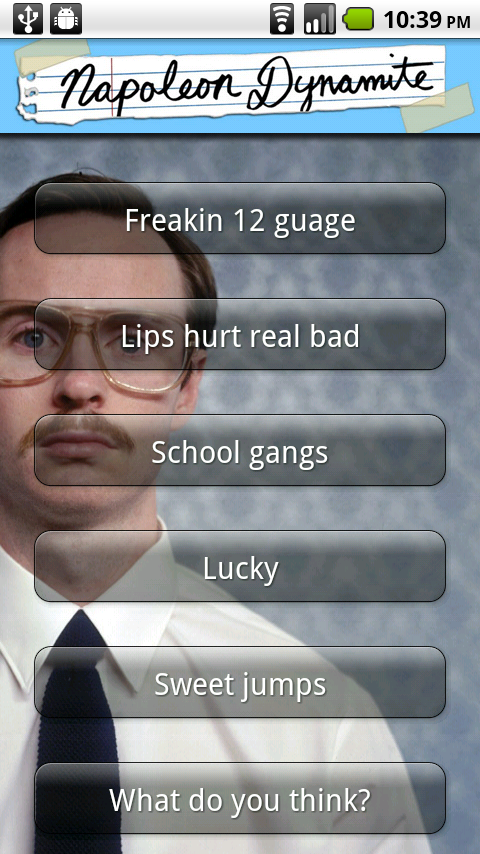 10:39 PM
Napoleon Dynamite
Freakin 12 guage
Lips hurt real bad
School gangs
Lucky
Sweet jumps
What do you think?